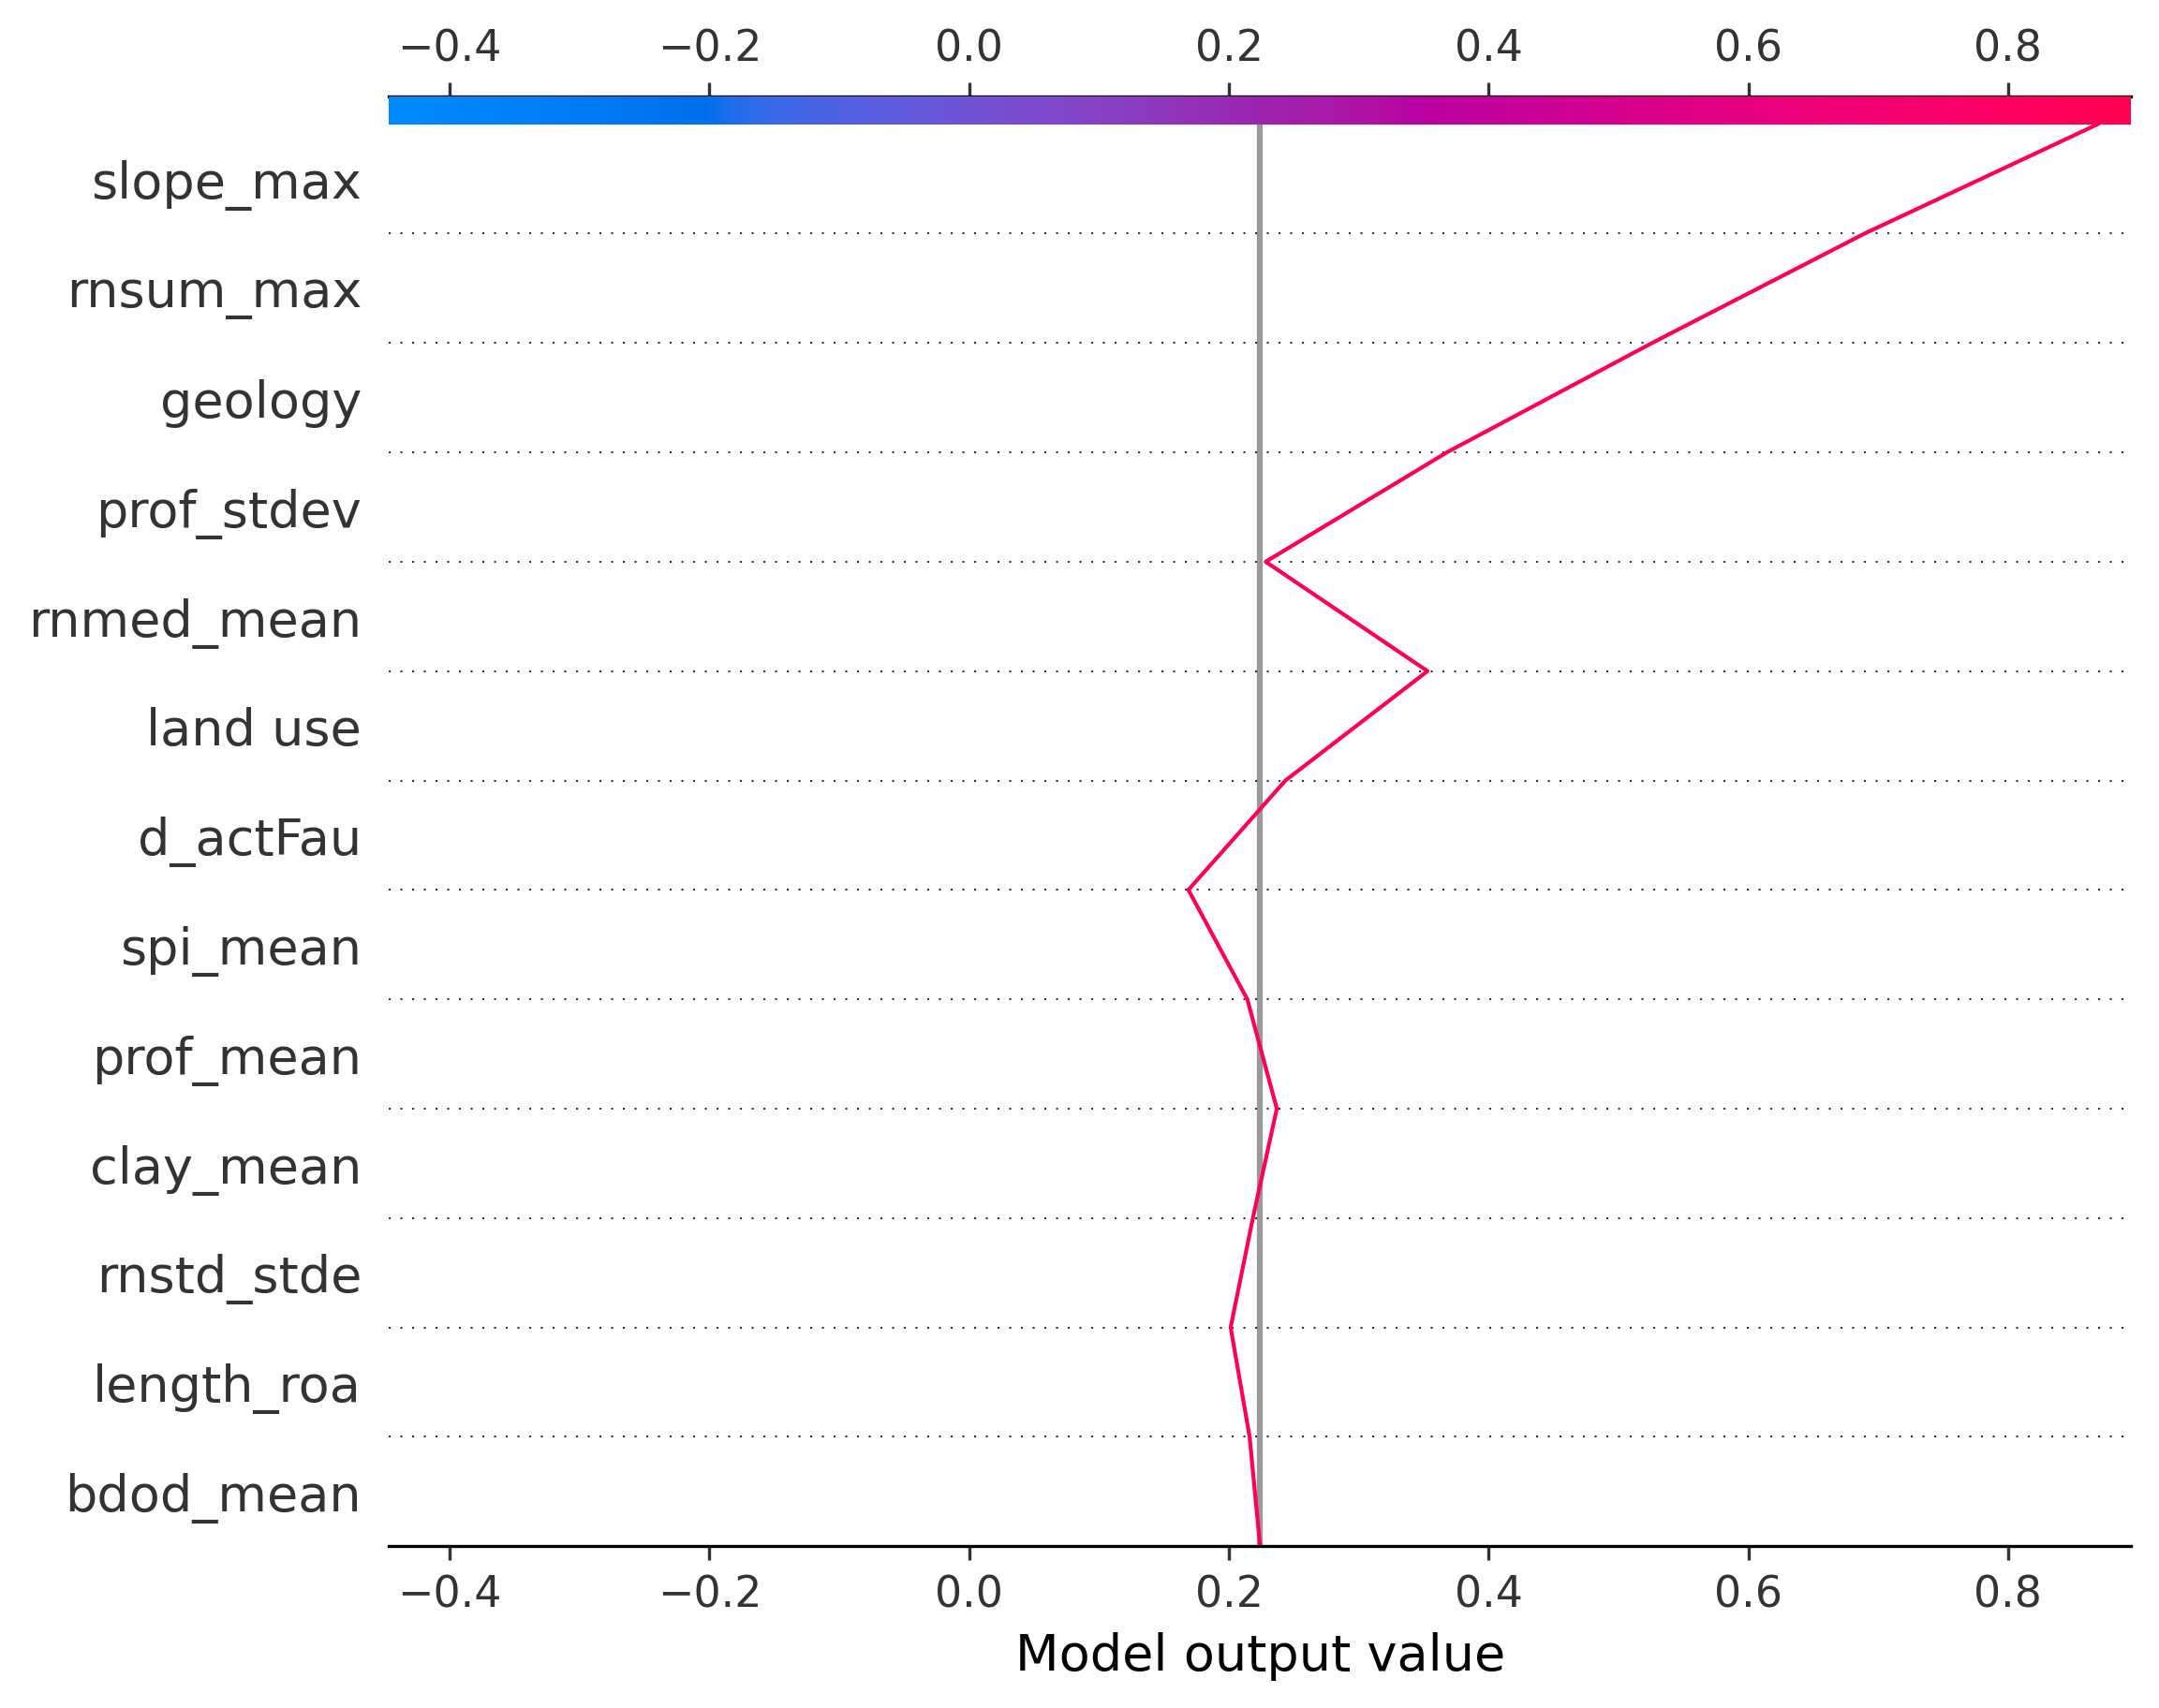 −0.4 −0.2 0.0 0.2 0.4 0.6 0.8
slope_max
rnsum_max
geology
prof_stdev
rnmed_mean
land use
d_actFau
spi_mean
prof_mean
clay_mean
rnstd_stde
length_roa
bdod_mean
−0.4 −0.2 0.0 0.2 0.4 0.6 0.8
Model output value